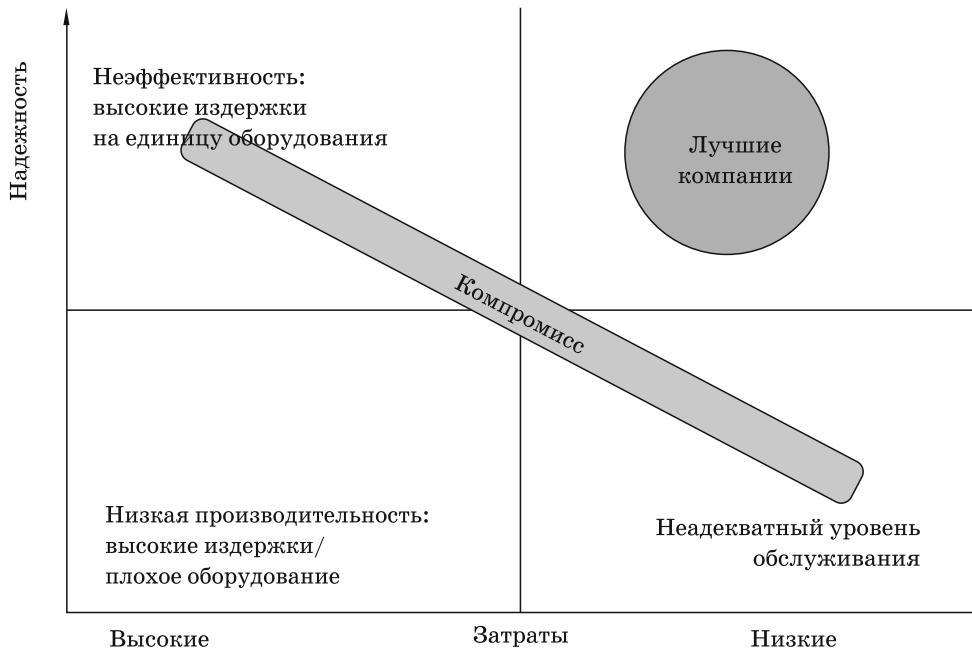 Надежность
Неэффективность:
высокие издержки
на единицу оборудования
Лучшие
компании
Компромисс
Низкая производительность:
высокие издержки/
плохое оборудование
Неадекватный уровень
обслуживания
Высокие
Затраты
Низкие